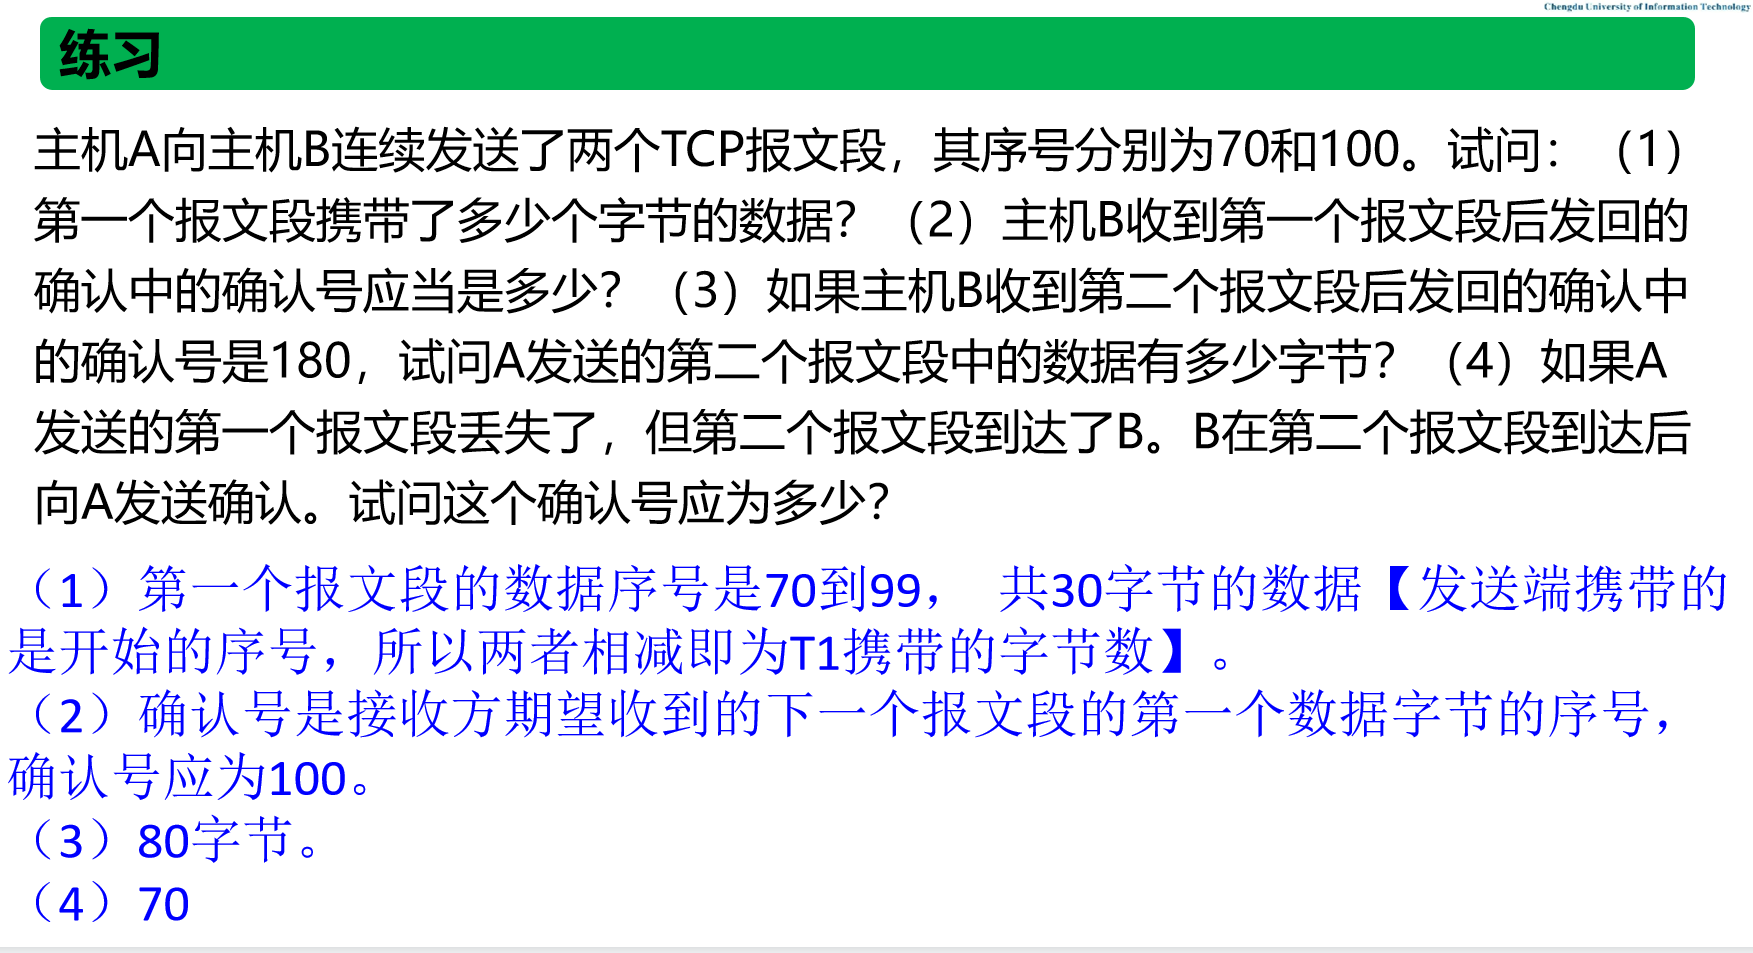 Chengdu University of Information Technology
练习
主机A向主机B连续发送了两个TCP报文段，其序号分别为70和100。试问：（1）
第一个报文段携带了多少个字节的数据？（2）主机B收到第一个报文段后发回的
确认中的确认号应当是多少？（3）如果主机B收到第二个报文段后发回的确认中
的确认号是180，试问A发送的第二个报文段中的数据有多少字节？（4）如果A
发送的第一个报文段丢失了，但第二个报文段到达了B。B在第二个报文段到达后
向A发送确认。试问这个确认号应为多少？
（1）第一个报文段的数据序号是70到99， 共30字节的数据【发送端携带的
是开始的序号，所以两者相减即为T1携带的字节数】。
（2）确认号是接收方期望收到的下一个报文段的第一个数据字节的序号，
确认号应为100。
（3）80字节。
（4）70